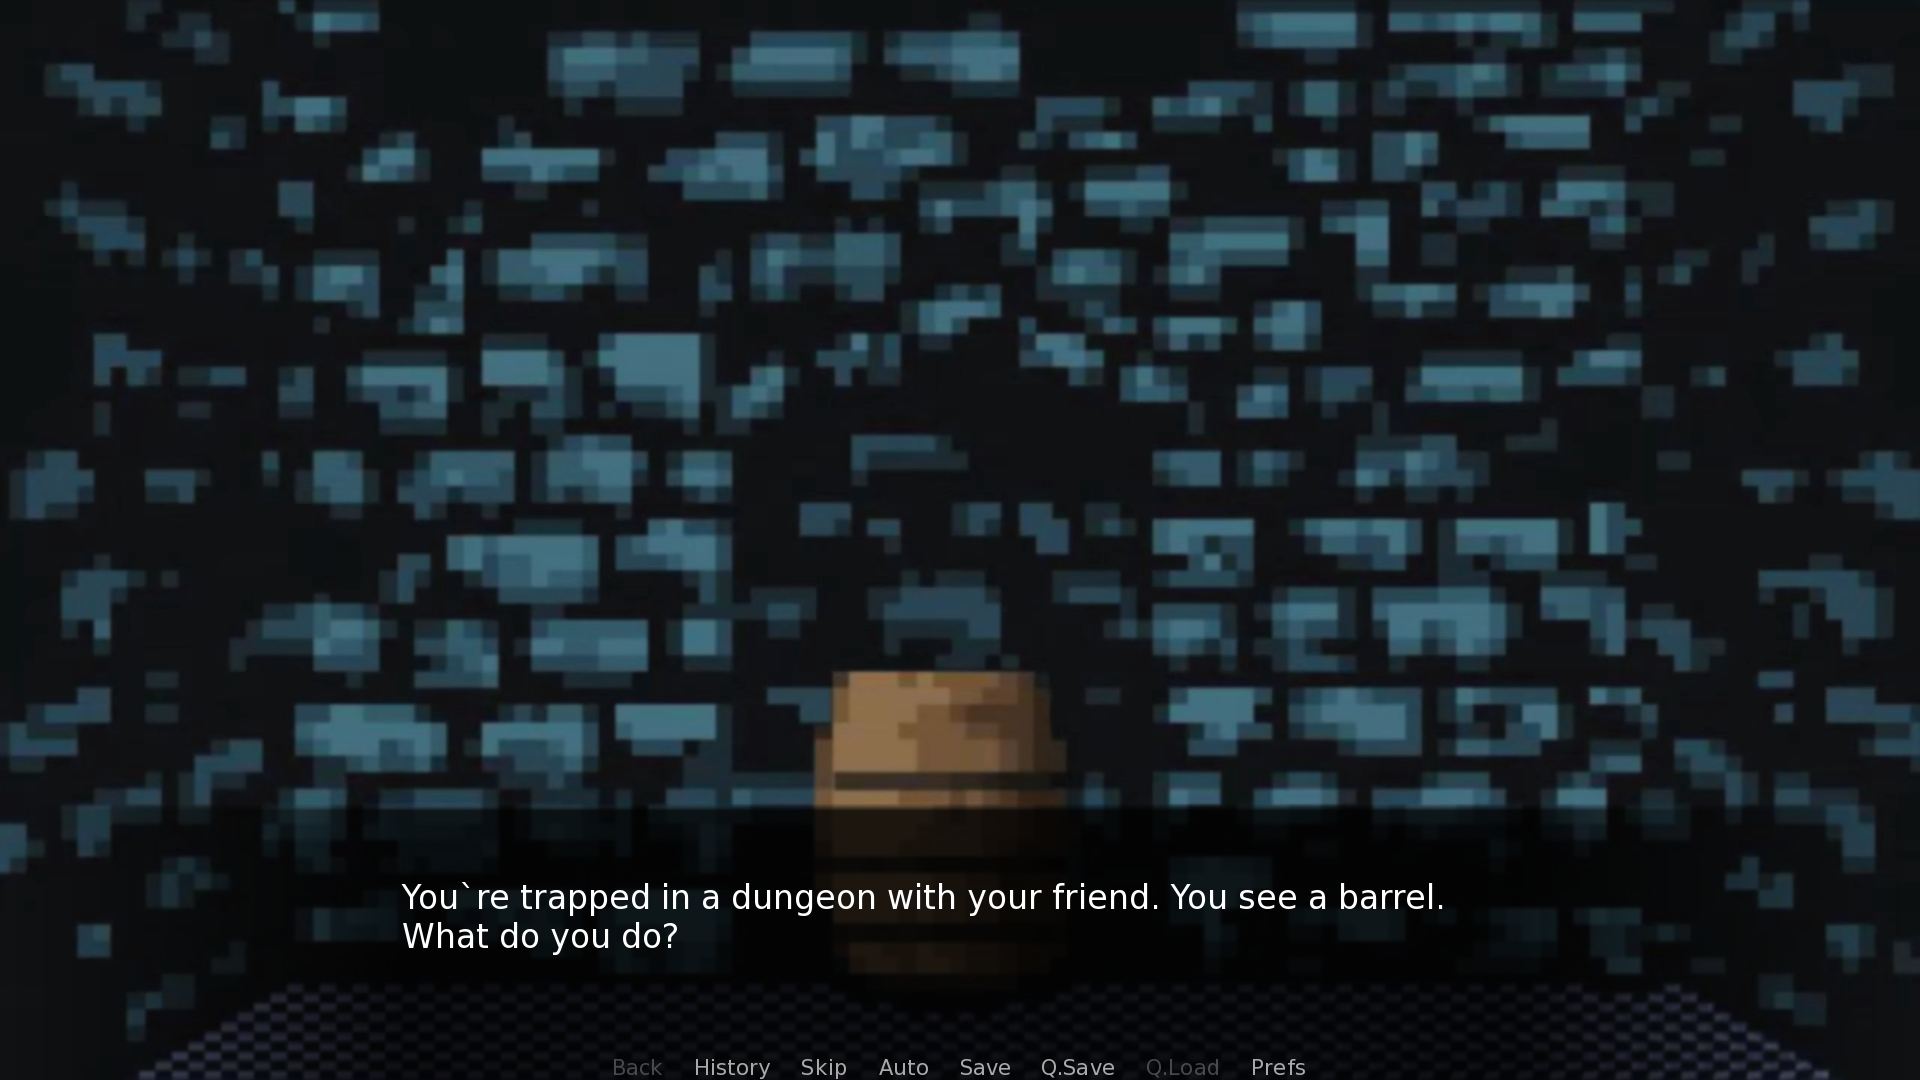 You`re trapped in a dungeon with your friend. You see a barrel.
What do you do?
Back History Skip Auto Save Q.Save Q.Load Prefs